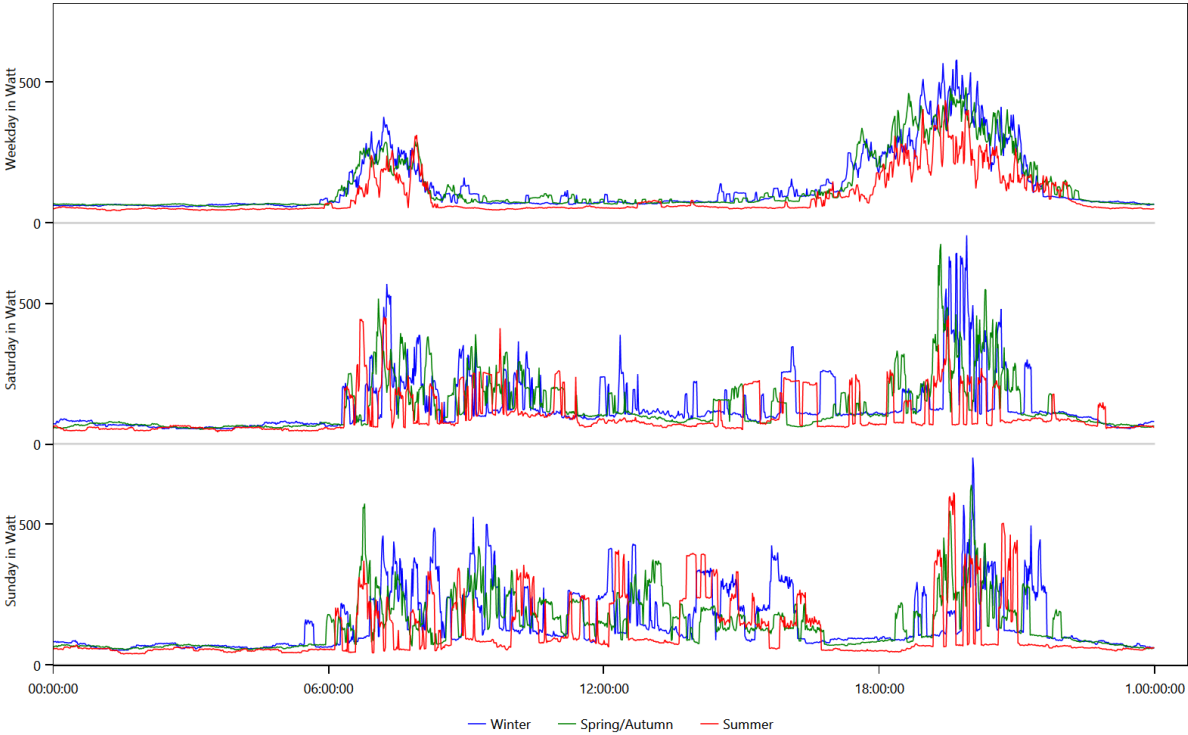 Weekday in Watt
500
0
Saturday in Watt
500
0
Sunday in Watt
500
0
00:00:00 06:00:00 12:00:00 18:00:00 1.00:00:00
Winter Spring/Autumn Summer